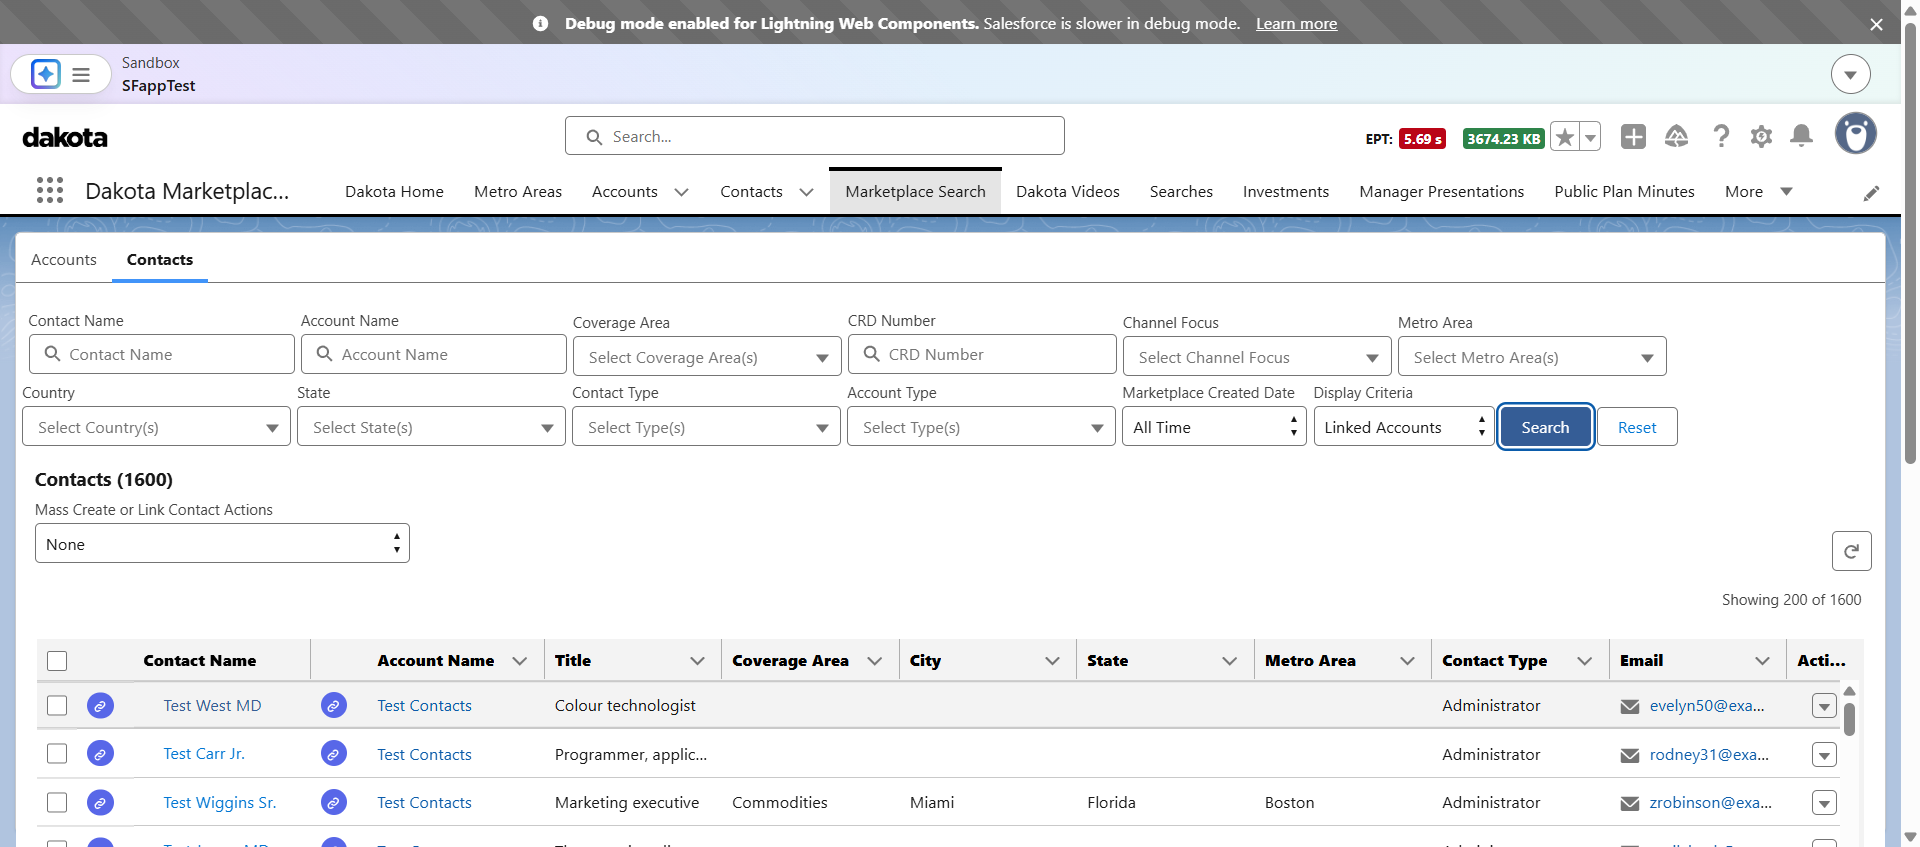 Debug mode enabled for Lightning Web Components. Salesforce is slower in debug mode. Learn more
Sandbox
SFappTest
dakota
Search...
EPT: 5.69 s 3674.23 KB
Dakota Marketplac...
Dakota Home Metro Areas Accounts Contacts Marketplace Search Dakota Videos Searches Investments Manager Presentations Public Plan Minutes More
Accounts Contacts
Contact Name Account Name Coverage Area CRD Number Channel Focus Metro Area
Contact Name Account Name Select Coverage Area(s) CRD Number Select Channel Focus Select Metro Area(s)
Country State Contact Type Account Type Marketplace Created Date Display Criteria
Select Country(s) Select State(s) Select Type(s) Select Type(s) All Time Linked Accounts Search Reset
Contacts (1600)
Mass Create or Link Contact Actions
None
Showing 200 of 1600
Contact Name Account Name Title Coverage Area City State Metro Area Contact Type Email Acti...
Test West MD Test Contacts Colour technologist Administrator evelyn50@exa...
Test Carr Jr. Test Contacts Programmer, applic... Administrator rodney31@exa...
Test Wiggins Sr. Test Contacts Marketing executive Commodities Miami Florida Boston Administrator zrobinson@exa...